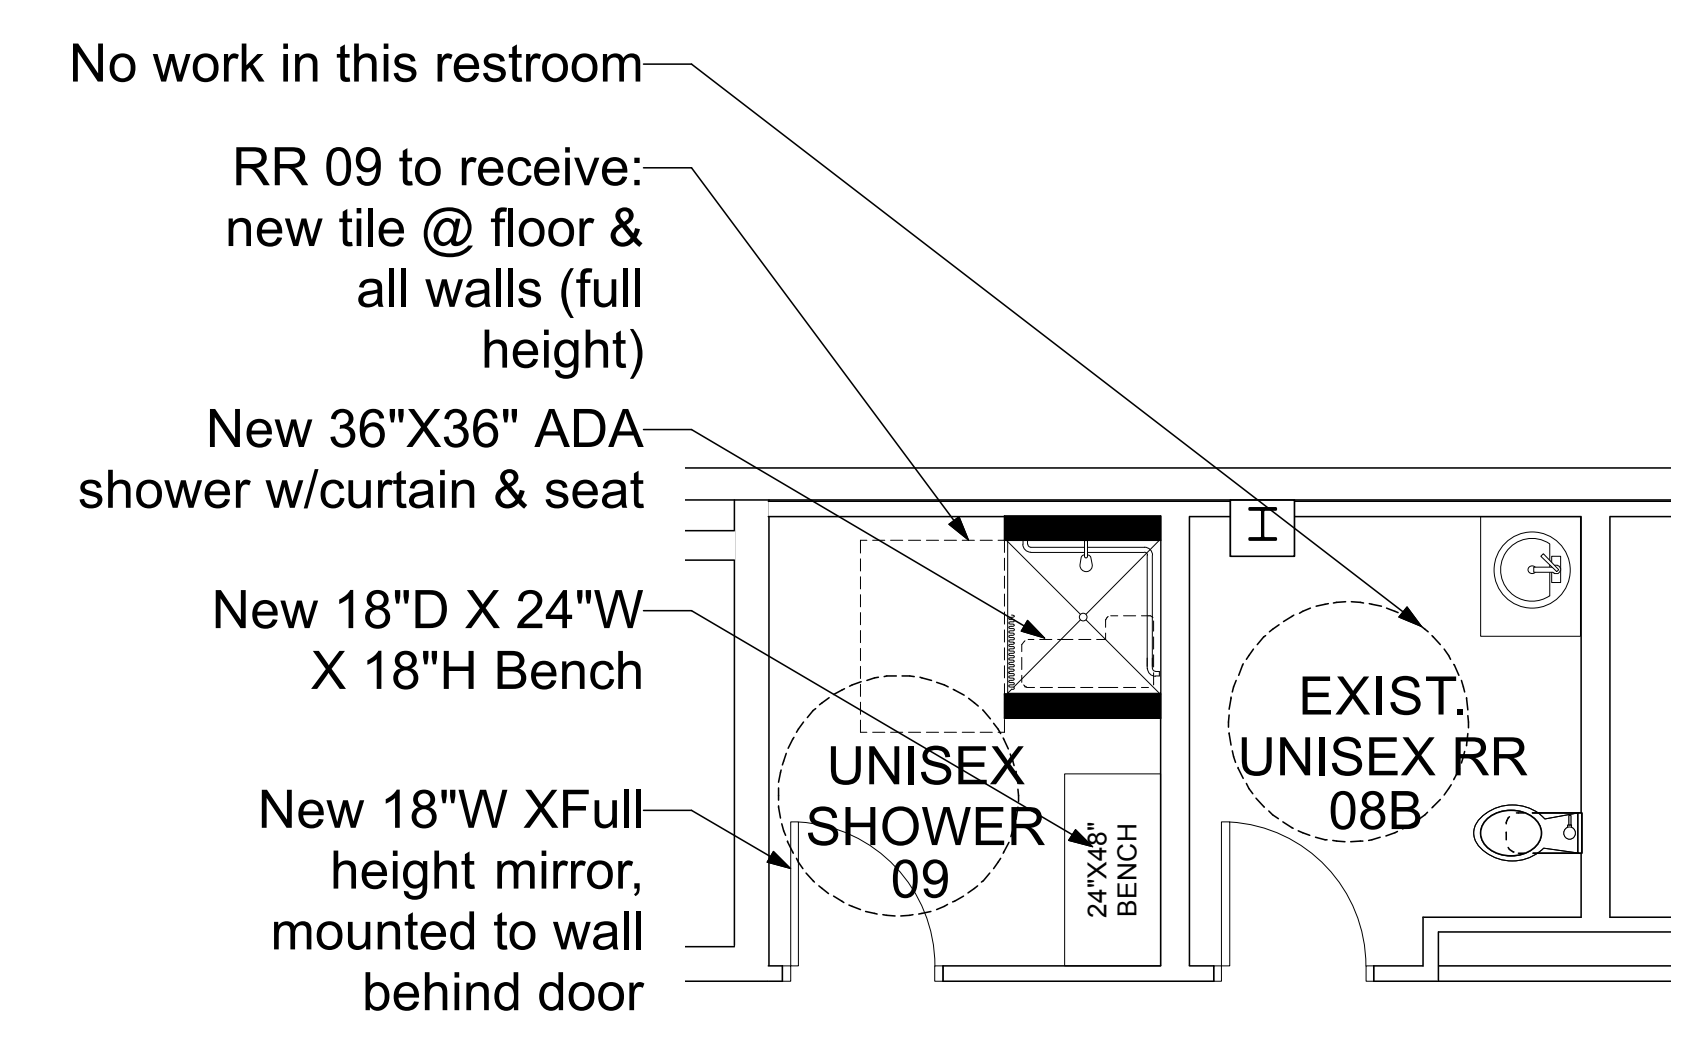 No work in this restroom
RR 09 to receive:
new tile @ floor &
all walls (full
height)
New 36"X36" ADA
shower w/curtain & seat
New 18"D X 24"W
X 18"H Bench
New 18"W XFull
height mirror,
mounted to wall
behind door
UNISEX
SHOWER
09
24"X48"
BENCH
EXIST.
UNISEX RR
08B